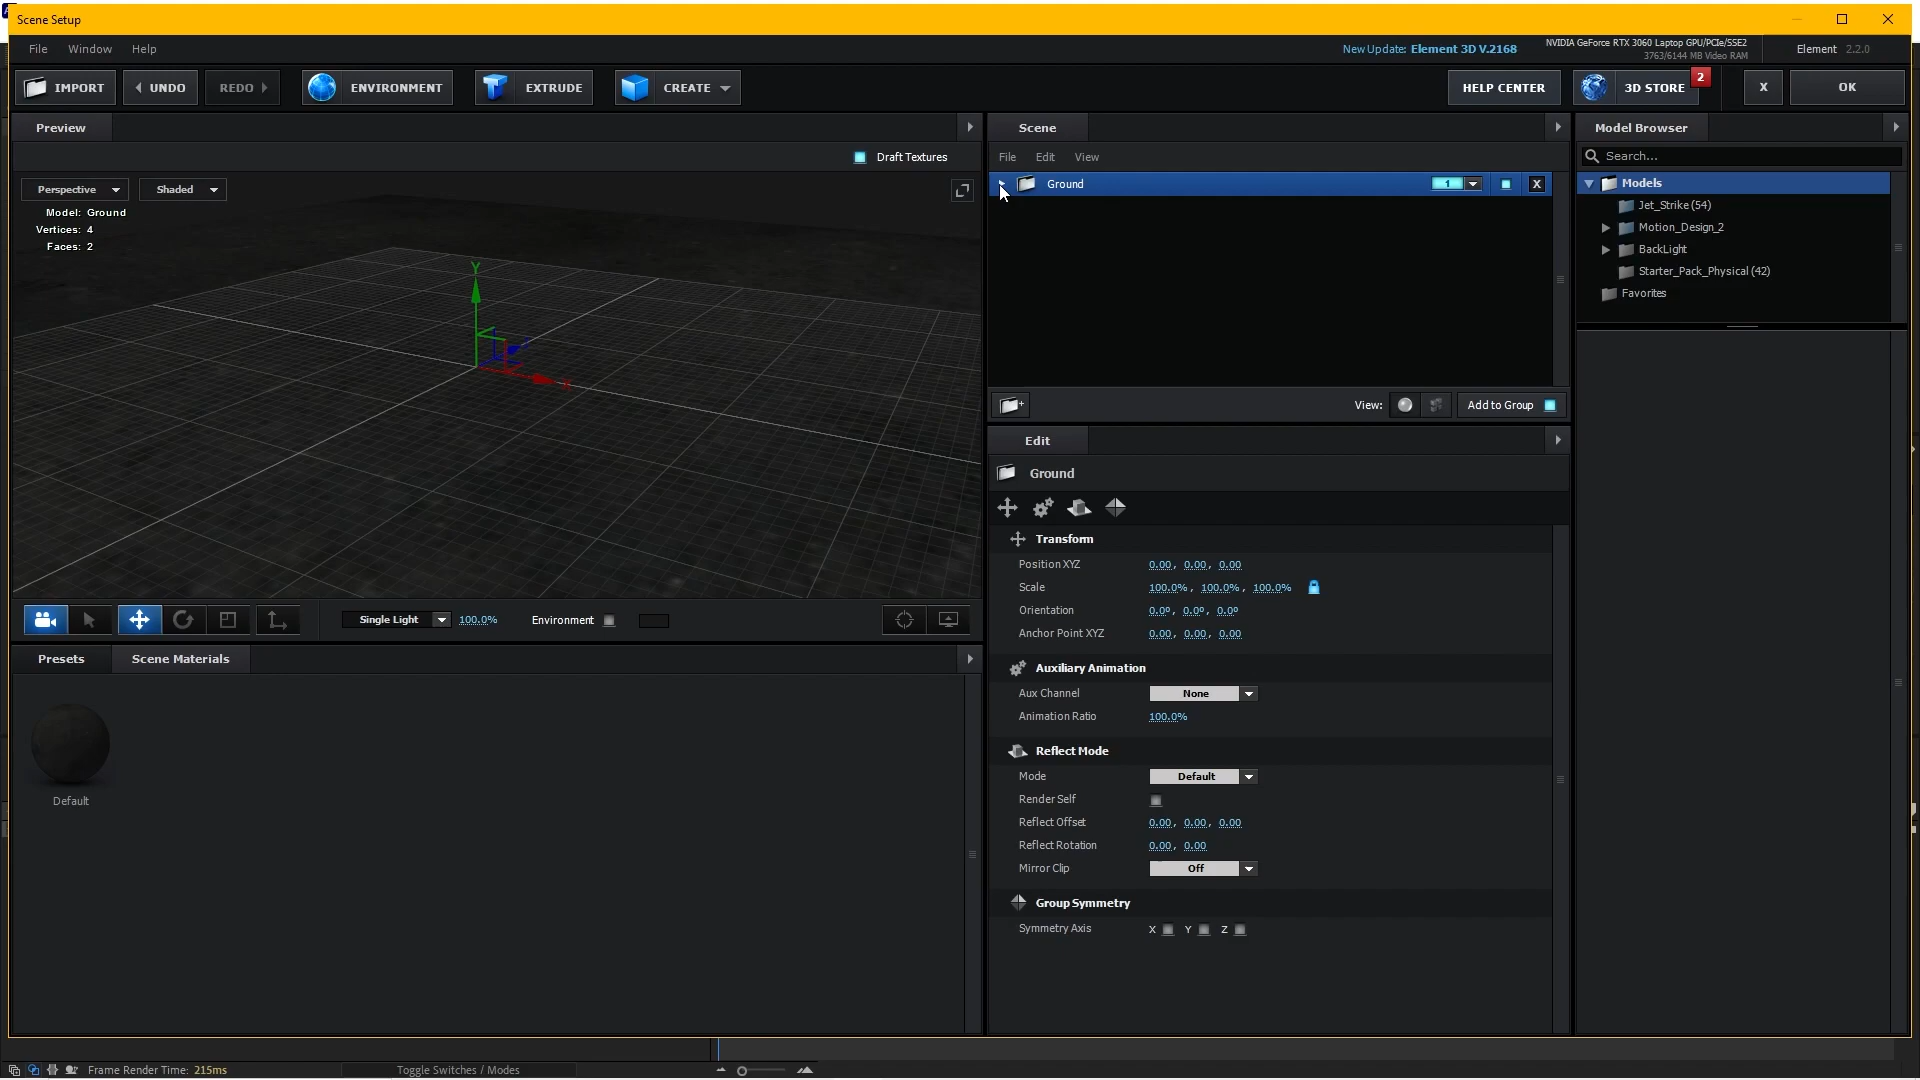 Scene Setup
File Window Help
New Update: Element 3D V.2168
NVIDIA GeForce RTX 3060 Laptop GPU/PCIe/SSE2
3763/6144 MB Video RAM
Element 2.2.0
IMPORT UNDO REDO ENVIRONMENT EXTRUDE CREATE HELP CENTER 3D STORE 2 X OK
Preview
Draft Textures
Perspective Shaded
Model: Ground
Vertices: 4
Faces: 2
Y
X
Single Light 100.0% Environment
Presets Scene Materials
Default
Scene
File Edit View
Ground 1 X
View: Add to Group
Edit
Ground
Transform
Position XYZ 0.00, 0.00, 0.00
Scale 100.0%, 100.0%, 100.0%
Orientation 0.0º, 0.0º, 0.0º
Anchor Point XYZ 0.00, 0.00, 0.00
Auxiliary Animation
Aux Channel None
Animation Ratio 100.0%
Reflect Mode
Mode Default
Render Self
Reflect Offset 0.00, 0.00, 0.00
Reflect Rotation 0.00, 0.00
Mirror Clip Off
Group Symmetry
Symmetry Axis X Y Z
Model Browser
Search...
Models
Jet_Strike (54)
Motion_Design_2
BackLight
Starter_Pack_Physical (42)
Favorites
Frame Render Time: 215ms
Toggle Switches / Modes